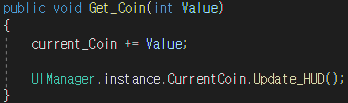 public void Get_Coin(int Value)
{
current_Coin += Value;
UIManager.instance.CurrentCoin.Update_HUD();
}